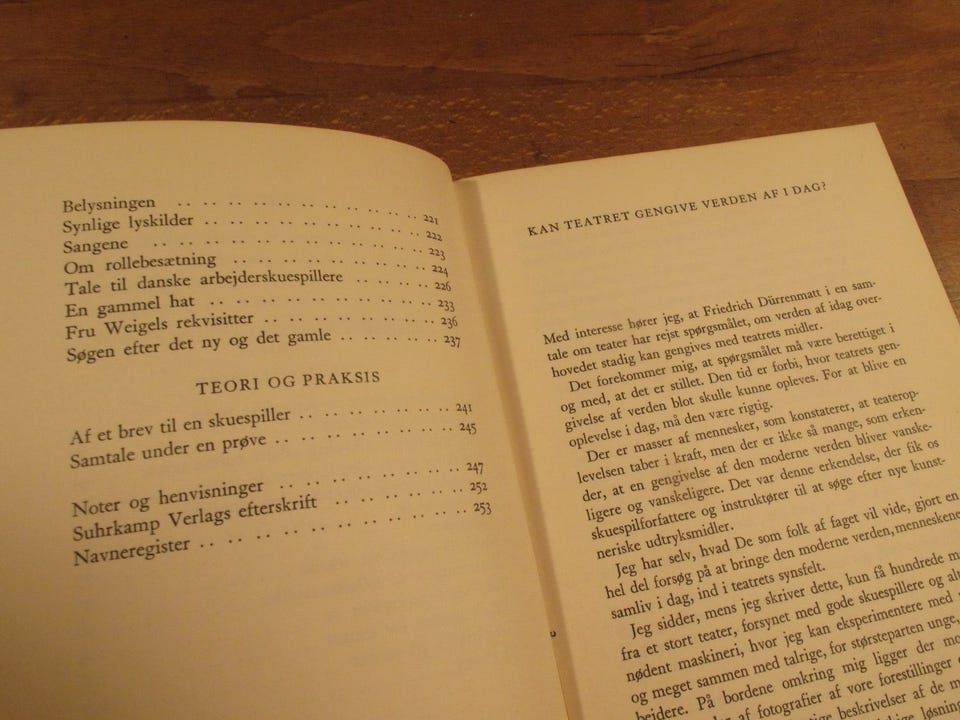 Belysningen .. .. .. .. .. .. .. .. .. .. 221
Synlige lyskilder .. .. .. .. .. .. .. .. .. 222
Sangene .. .. .. .. .. .. .. .. .. .. .. 223
Om rollebesætning .. .. .. .. .. .. .. .. 224
Tale til danske arbejderskuespillere .. .. .. .. 226
En gammel hat .. .. .. .. .. .. .. .. .. 233
Fru Weigels rekvisitter .. .. .. .. .. .. .. 236
Søgen efter det ny og det gamle .. .. .. .. .. 237
TEORI OG PRAKSIS
Af et brev til en skuespiller .. .. .. .. .. .. .. 241
Samtale under en prøve .. .. .. .. .. .. .. .. 245
Noter og henvisninger .. .. .. .. .. .. .. .. 247
Suhrkamp Verlags efterskrift .. .. .. .. .. .. 252
Navneregister .. .. .. .. .. .. .. .. .. .. .. 253
KAN TEATRET GENGIVE VERDEN AF I DAG?
Med interesse hører jeg, at Friedrich Dürrenmatt i en sam-
tale om teater har rejst spørgsmålet, om verden af idag over-
hovedet stadig kan gengives med teatrets midler.
Det forekommer mig, at spørgsmålet må være berettiget i
og med, at det er stillet. Den tid er forbi, hvor teatrets gen-
givelse af verden blot skulle kunne opleves. For at blive en
oplevelse i dag, må den være rigtig.
Der er masser af mennesker, som konstaterer, at teaterop-
levelsen taber i kraft, men der er ikke så mange, som erken-
der, at en gengivelse af den moderne verden bliver vanske-
ligere og vanskeligere. Det var denne erkendelse, der fik os
skuespilforfattere og instruktører til at søge efter nye kunst-
neriske udtryksmidler.
Jeg har selv, hvad De som folk af faget vil vide, gjort en
hel del forsøg på at bringe den moderne verden, menneskene
samliv i dag, ind i teatrets synsfelt.
Jeg sidder, mens jeg skriver dette, kun få hundrede m
fra et stort teater, forsynet med gode skuespillere og alt
nødent maskineri, hvor jeg kan eksperimentere med
og meget sammen med talrige, for størsteparten unge,
bejdere. På bordene omkring mig ligger der mo
af fotografier af vore forestillinger
beskrivelser af de m
løsnin